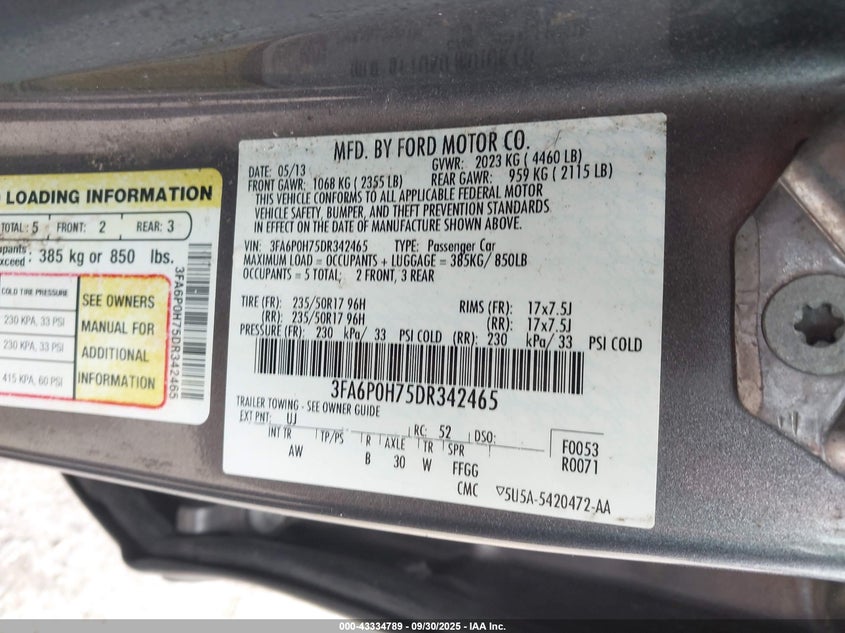 LOADING INFORMATION
TOTAL: 5 FRONT: 2 REAR: 3
385 kg or 850 lbs.
COLD TIRE PRESSURE
230 KPA, 33 PSI
230 KPA, 33 PSI
415 KPA, 60 PSI
SEE OWNERS
MANUAL FOR
ADDITIONAL
INFORMATION
3FA6P0H75DR342465
MFD. BY FORD MOTOR CO.
DATE: 05/13 GVWR: 2023 KG ( 4460 LB)
FRONT GAWR: 1068 KG ( 2355 LB) REAR GAWR: 959 KG ( 2115 LB)
THIS VEHICLE CONFORMS TO ALL APPLICABLE FEDERAL MOTOR
VEHICLE SAFETY, BUMPER, AND THEFT PREVENTION STANDARDS
IN EFFECT ON THE DATE OF MANUFACTURE SHOWN ABOVE.
VIN: 3FA6P0H75DR342465 TYPE: Passenger Car
MAXIMUM LOAD = OCCUPANTS + LUGGAGE = 385KG/ 850LB
OCCUPANTS = 5 TOTAL; 2 FRONT, 3 REAR
TIRE (FR): 235/50R17 96H RIMS (FR): 17x7.5J
(RR): 235/50R17 96H (RR): 17x7.5J
PRESSURE (FR): 230 kPa/ 33 PSI COLD (RR): 230 kPa/ 33 PSI COLD
3FA6P0H75DR342465
TRAILER TOWING - SEE OWNER GUIDE
EXT PNT: UJ RC: 52 DSO:
INT TR TP/PS R AXLE TR SPR
AW B 30 W FFGG
F0053
R0071
CMC ▽5U5A-5420472-AA
000-43334789 - 09/30/2025 - IAA Inc.